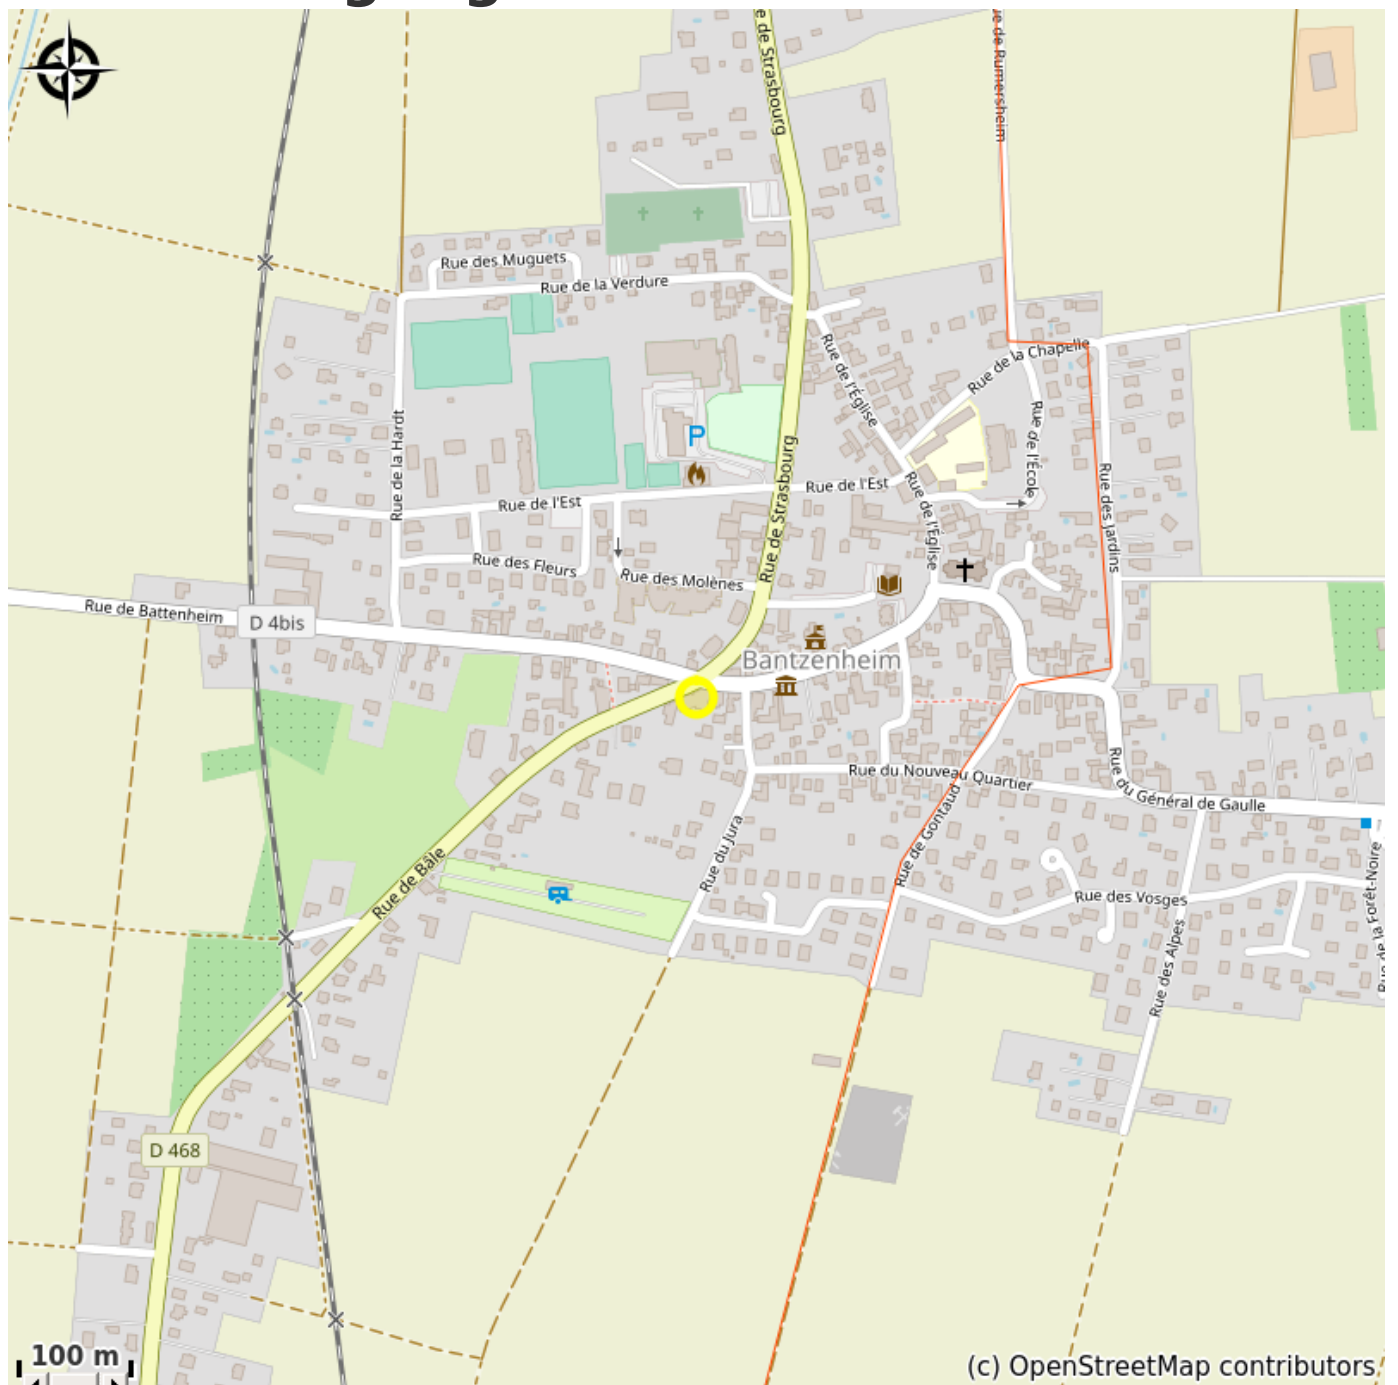 e de Strasbourg
e de Rumersheim
Rue des Muguets
Rue de la Verdure
Rue de l'Église
Rue de la Chapelle
Rue de la Hardt
P
Rue de l'École
Rue de Strasbourg
Rue de l'Est
Rue de l'Est
Rue de l'Église
Rue des Jardins
Rue des Fleurs
Rue des Molènes
Rue de Battenheim
D 4bis
Bantzenheim
Rue du Nouveau Quartier
Rue du Général de Gaulle
Rue de Gontaud
Rue du Jura
Rue de Bâle
Rue des Vosges
Rue de la Forêt-Noire
Rue des Alpes
D 468
100 m
(c) OpenStreetMap contributors